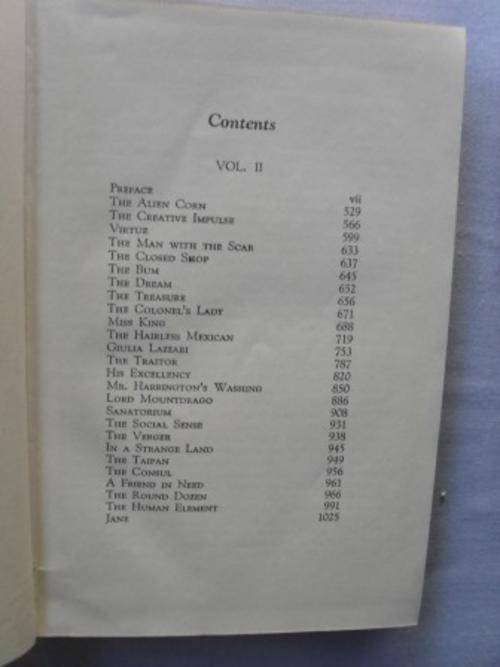 Contents
VOL. II
Preface vii
The Alien Corn 529
The Creative Impulse 566
Virtue 599
The Man with the Scar 633
The Closed Shop 637
The Bum 645
The Dream 652
The Treasure 656
The Colonel's Lady 671
Miss King 688
The Hairless Mexican 719
Giulia Lazzari 753
The Traitor 787
His Excellency 820
Mr. Harrington's Washing 850
Lord Mountdrago 886
Sanatorium 908
The Social Sense 931
The Verger 938
In a Strange Land 945
The Taipan 949
The Consul 956
A Friend in Need 961
The Round Dozen 966
The Human Element 991
Jane 1025